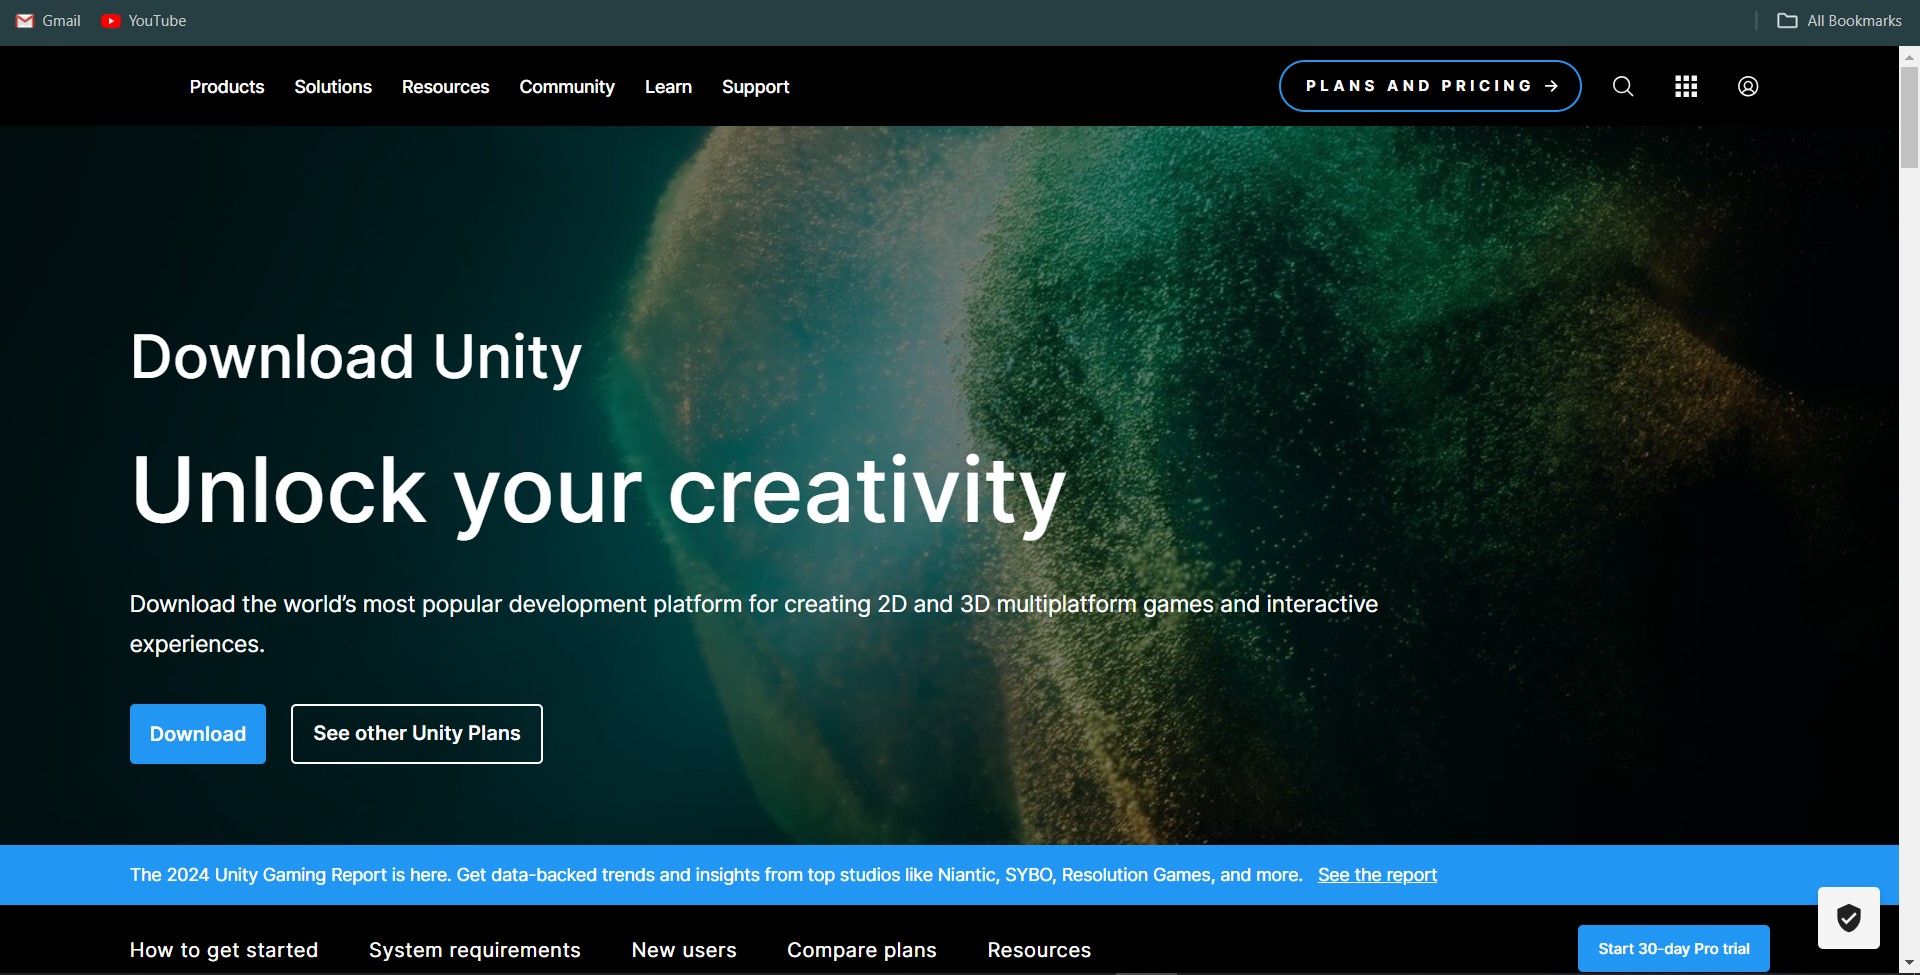 Gmail
YouTube
All Bookmarks
Products
Solutions
Resources
Community
Learn
Support
PLANS AND PRICING →
Download Unity
Unlock your creativity
Download the world’s most popular development platform for creating 2D and 3D multiplatform games and interactive
experiences.
Download
See other Unity Plans
The 2024 Unity Gaming Report is here. Get data-backed trends and insights from top studios like Niantic, SYBO, Resolution Games, and more. See the report
How to get started
System requirements
New users
Compare plans
Resources
Start 30-day Pro trial